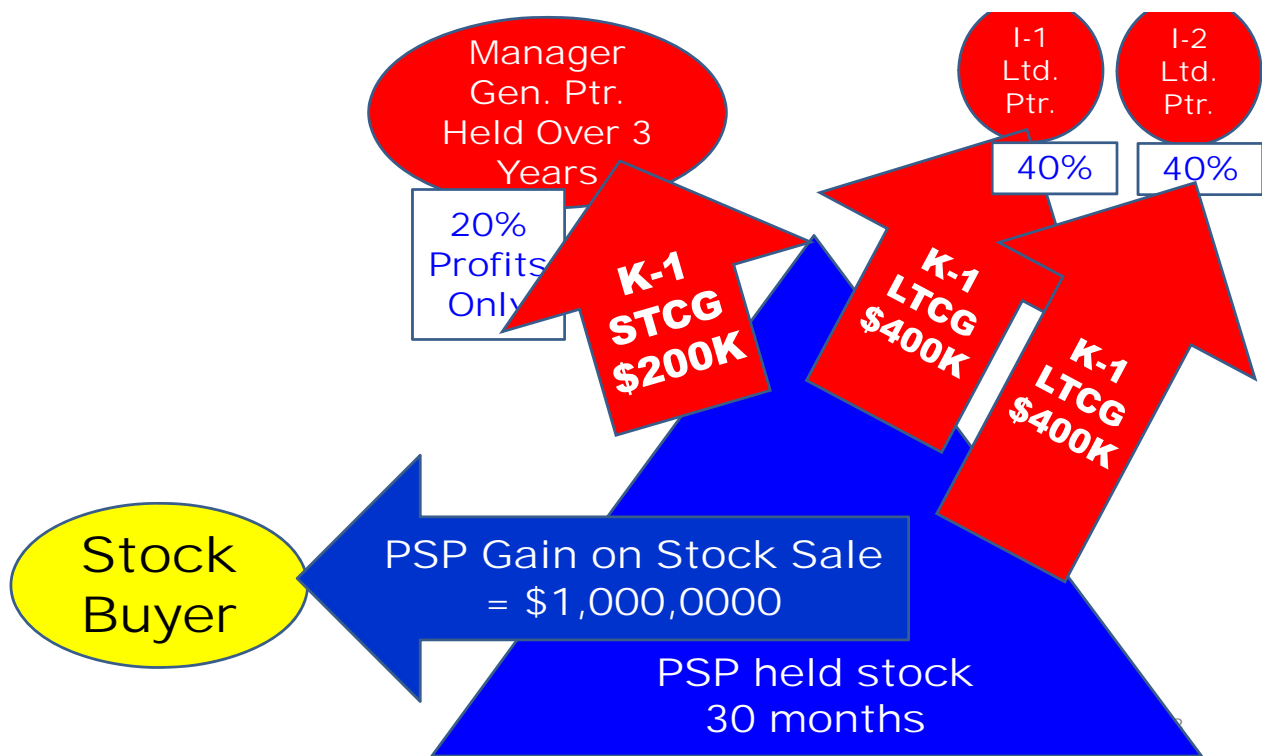 Manager
Gen. Ptr.
Held Over 3
Years
I-1
Ltd.
Ptr.
I-2
Ltd.
Ptr.
20%
Profits
Only
40%
40%
K-1
STCG
$200K
K-1
LTCG
$400K
K-1
LTCG
$400K
Stock
Buyer
PSP Gain on Stock Sale
= $1,000,0000
PSP held stock
30 months